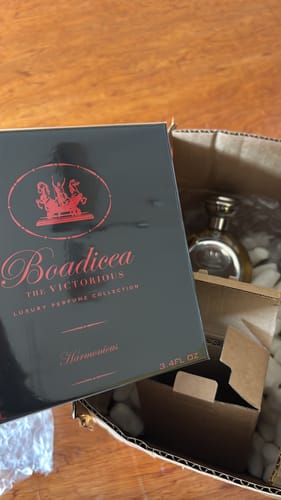 Boadicea
THE VICTORIOUS
LUXURY PERFUME COLLECTION
Harmonious
3·4FL OZ